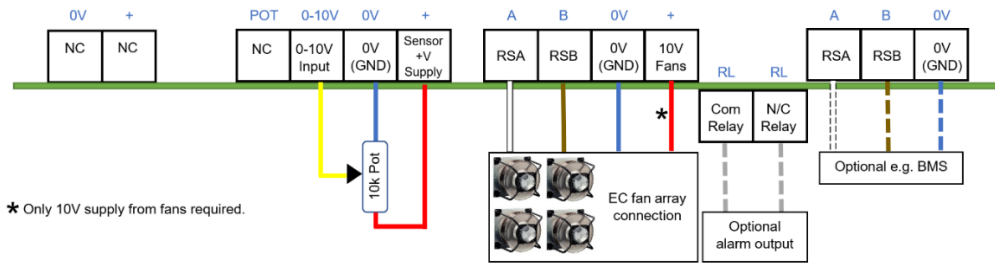 0V +
NC NC
POT 0-10V 0V +
NC
0-10V
Input
0V
(GND)
Sensor
+V
Supply
A B 0V +
RSA
RSB
0V
(GND)
10V
Fans
RL RL
Com
Relay
N/C
Relay
A B 0V
RSA
RSB
0V
(GND)
*
10k Pot
EC fan array
connection
Optional e.g. BMS
* Only 10V supply from fans required.
Optional
alarm output